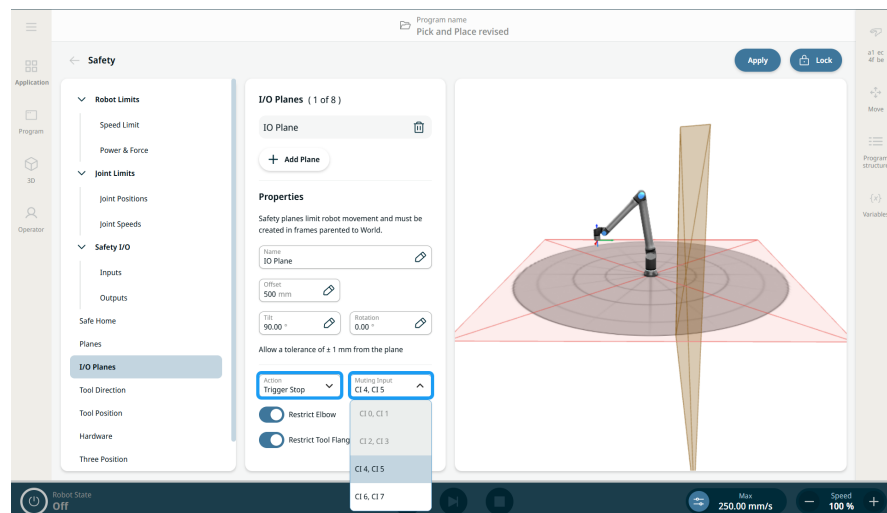 Program name
Pick and Place revised
Safety
Apply
Lock
a1 ec
4f be
Application
Program
3D
Operator
Move
Program
structure
Variables
Robot Limits
Speed Limit
Power & Force
Joint Limits
Joint Positions
Joint Speeds
Safety I/O
Inputs
Outputs
Safe Home
Planes
I/O Planes
Tool Direction
Tool Position
Hardware
Three Position
I/O Planes ( 1 of 8 )
IO Plane
+ Add Plane
Properties
Safety planes limit robot movement and must be
created in frames parented to World.
Name
IO Plane
Offset
500 mm
Tilt
90.00 °
Rotation
0.00 °
Allow a tolerance of ± 1 mm from the plane
Action
Trigger Stop
Muting Input
CI 4, CI 5
Restrict Elbow
Restrict Tool Flang
CI 0, CI 1
CI 2, CI 3
CI 4, CI 5
CI 6, CI 7
Robot State
Off
Max
250.00 mm/s
Speed
100 %